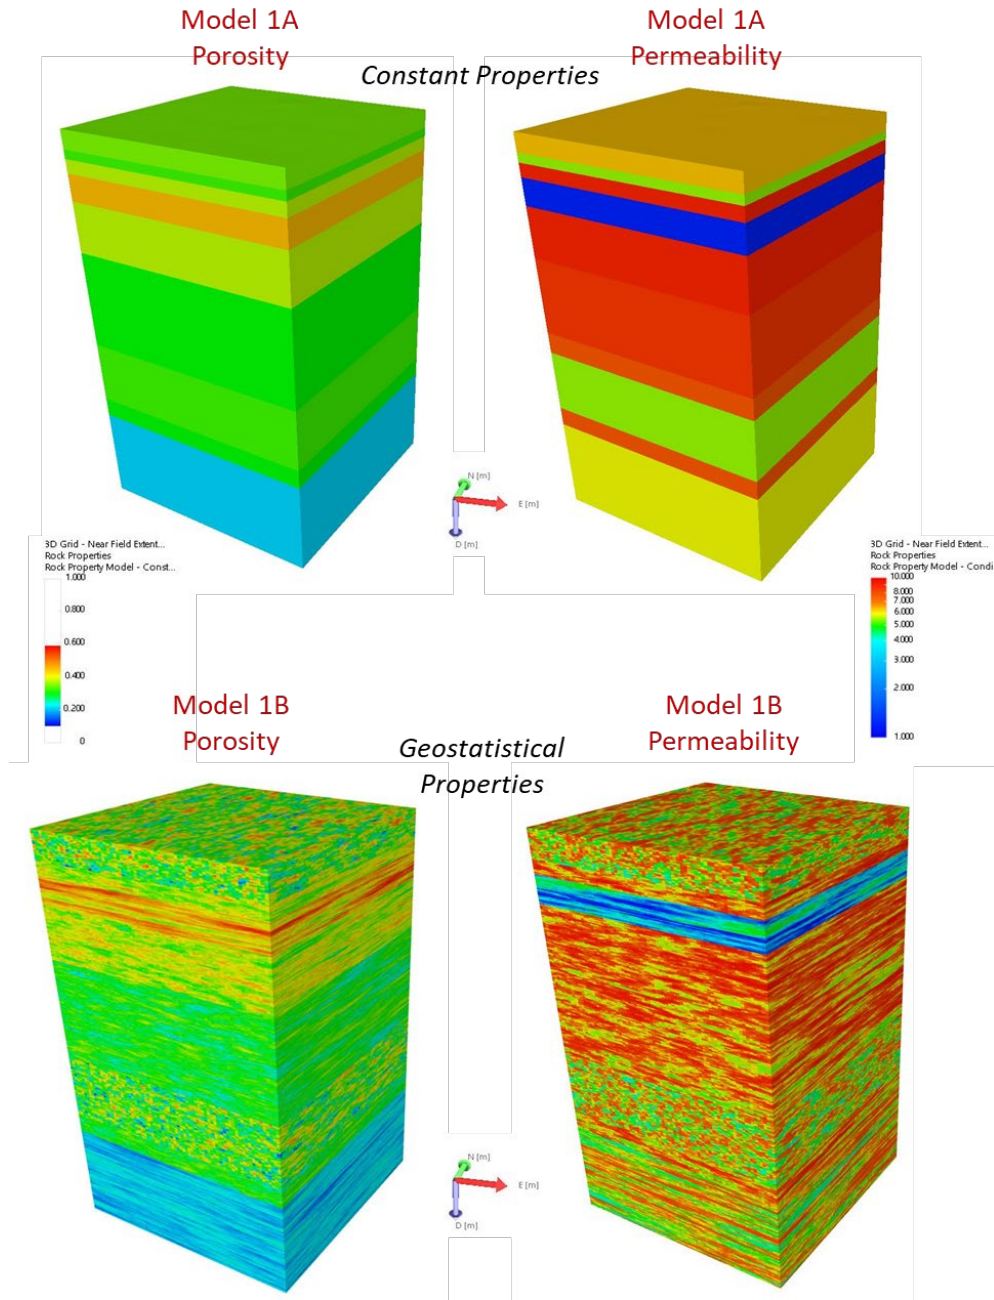 Model 1A
Porosity
Model 1A
Permeability
Constant Properties
N [m]
E [m]
D [m]
3D Grid - Near Field Extent...
Rock Properties
Rock Property Model - Const...
1.000
0.800
0.600
0.400
0.200
0
3D Grid - Near Field Extent...
Rock Properties
Rock Property Model - Condi
10.000
8.000
7.000
6.000
5.000
4.000
3.000
2.000
1.000
Model 1B
Porosity
Model 1B
Permeability
Geostatistical
Properties
N [m]
E [m]
D [m]